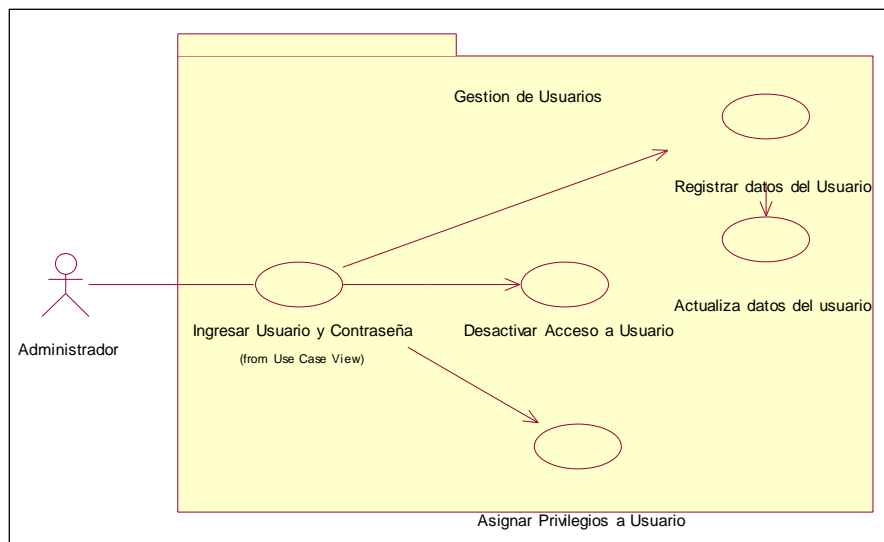 Gestion de Usuarios
Registrar datos del Usuario
Actualiza datos del usuario
Ingresar Usuario y Contraseña
(from Use Case View)
Desactivar Acceso a Usuario
Administrador
Asignar Privilegios a Usuario